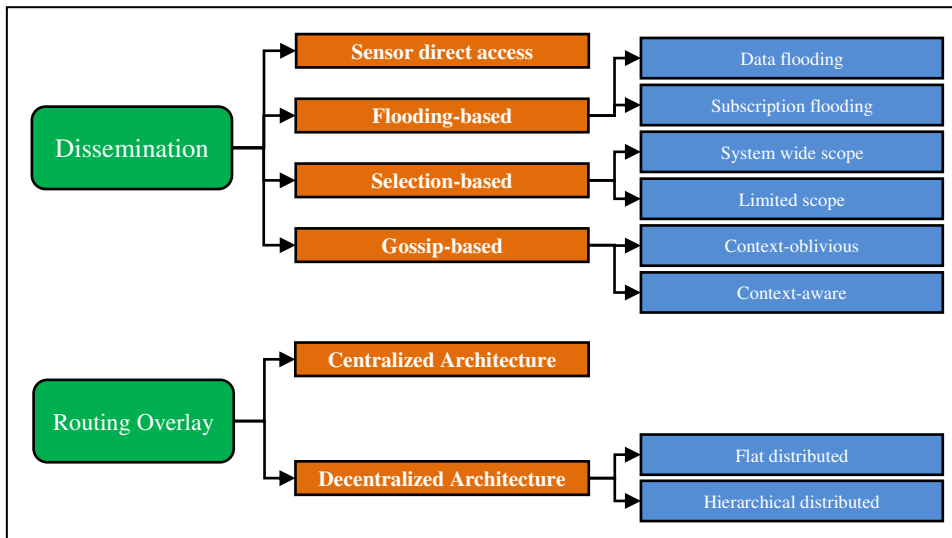 Dissemination
Sensor direct access
Flooding-based
Data flooding
Subscription flooding
Selection-based
System wide scope
Limited scope
Gossip-based
Context-oblivious
Context-aware
Routing Overlay
Centralized Architecture
Decentralized Architecture
Flat distributed
Hierarchical distributed